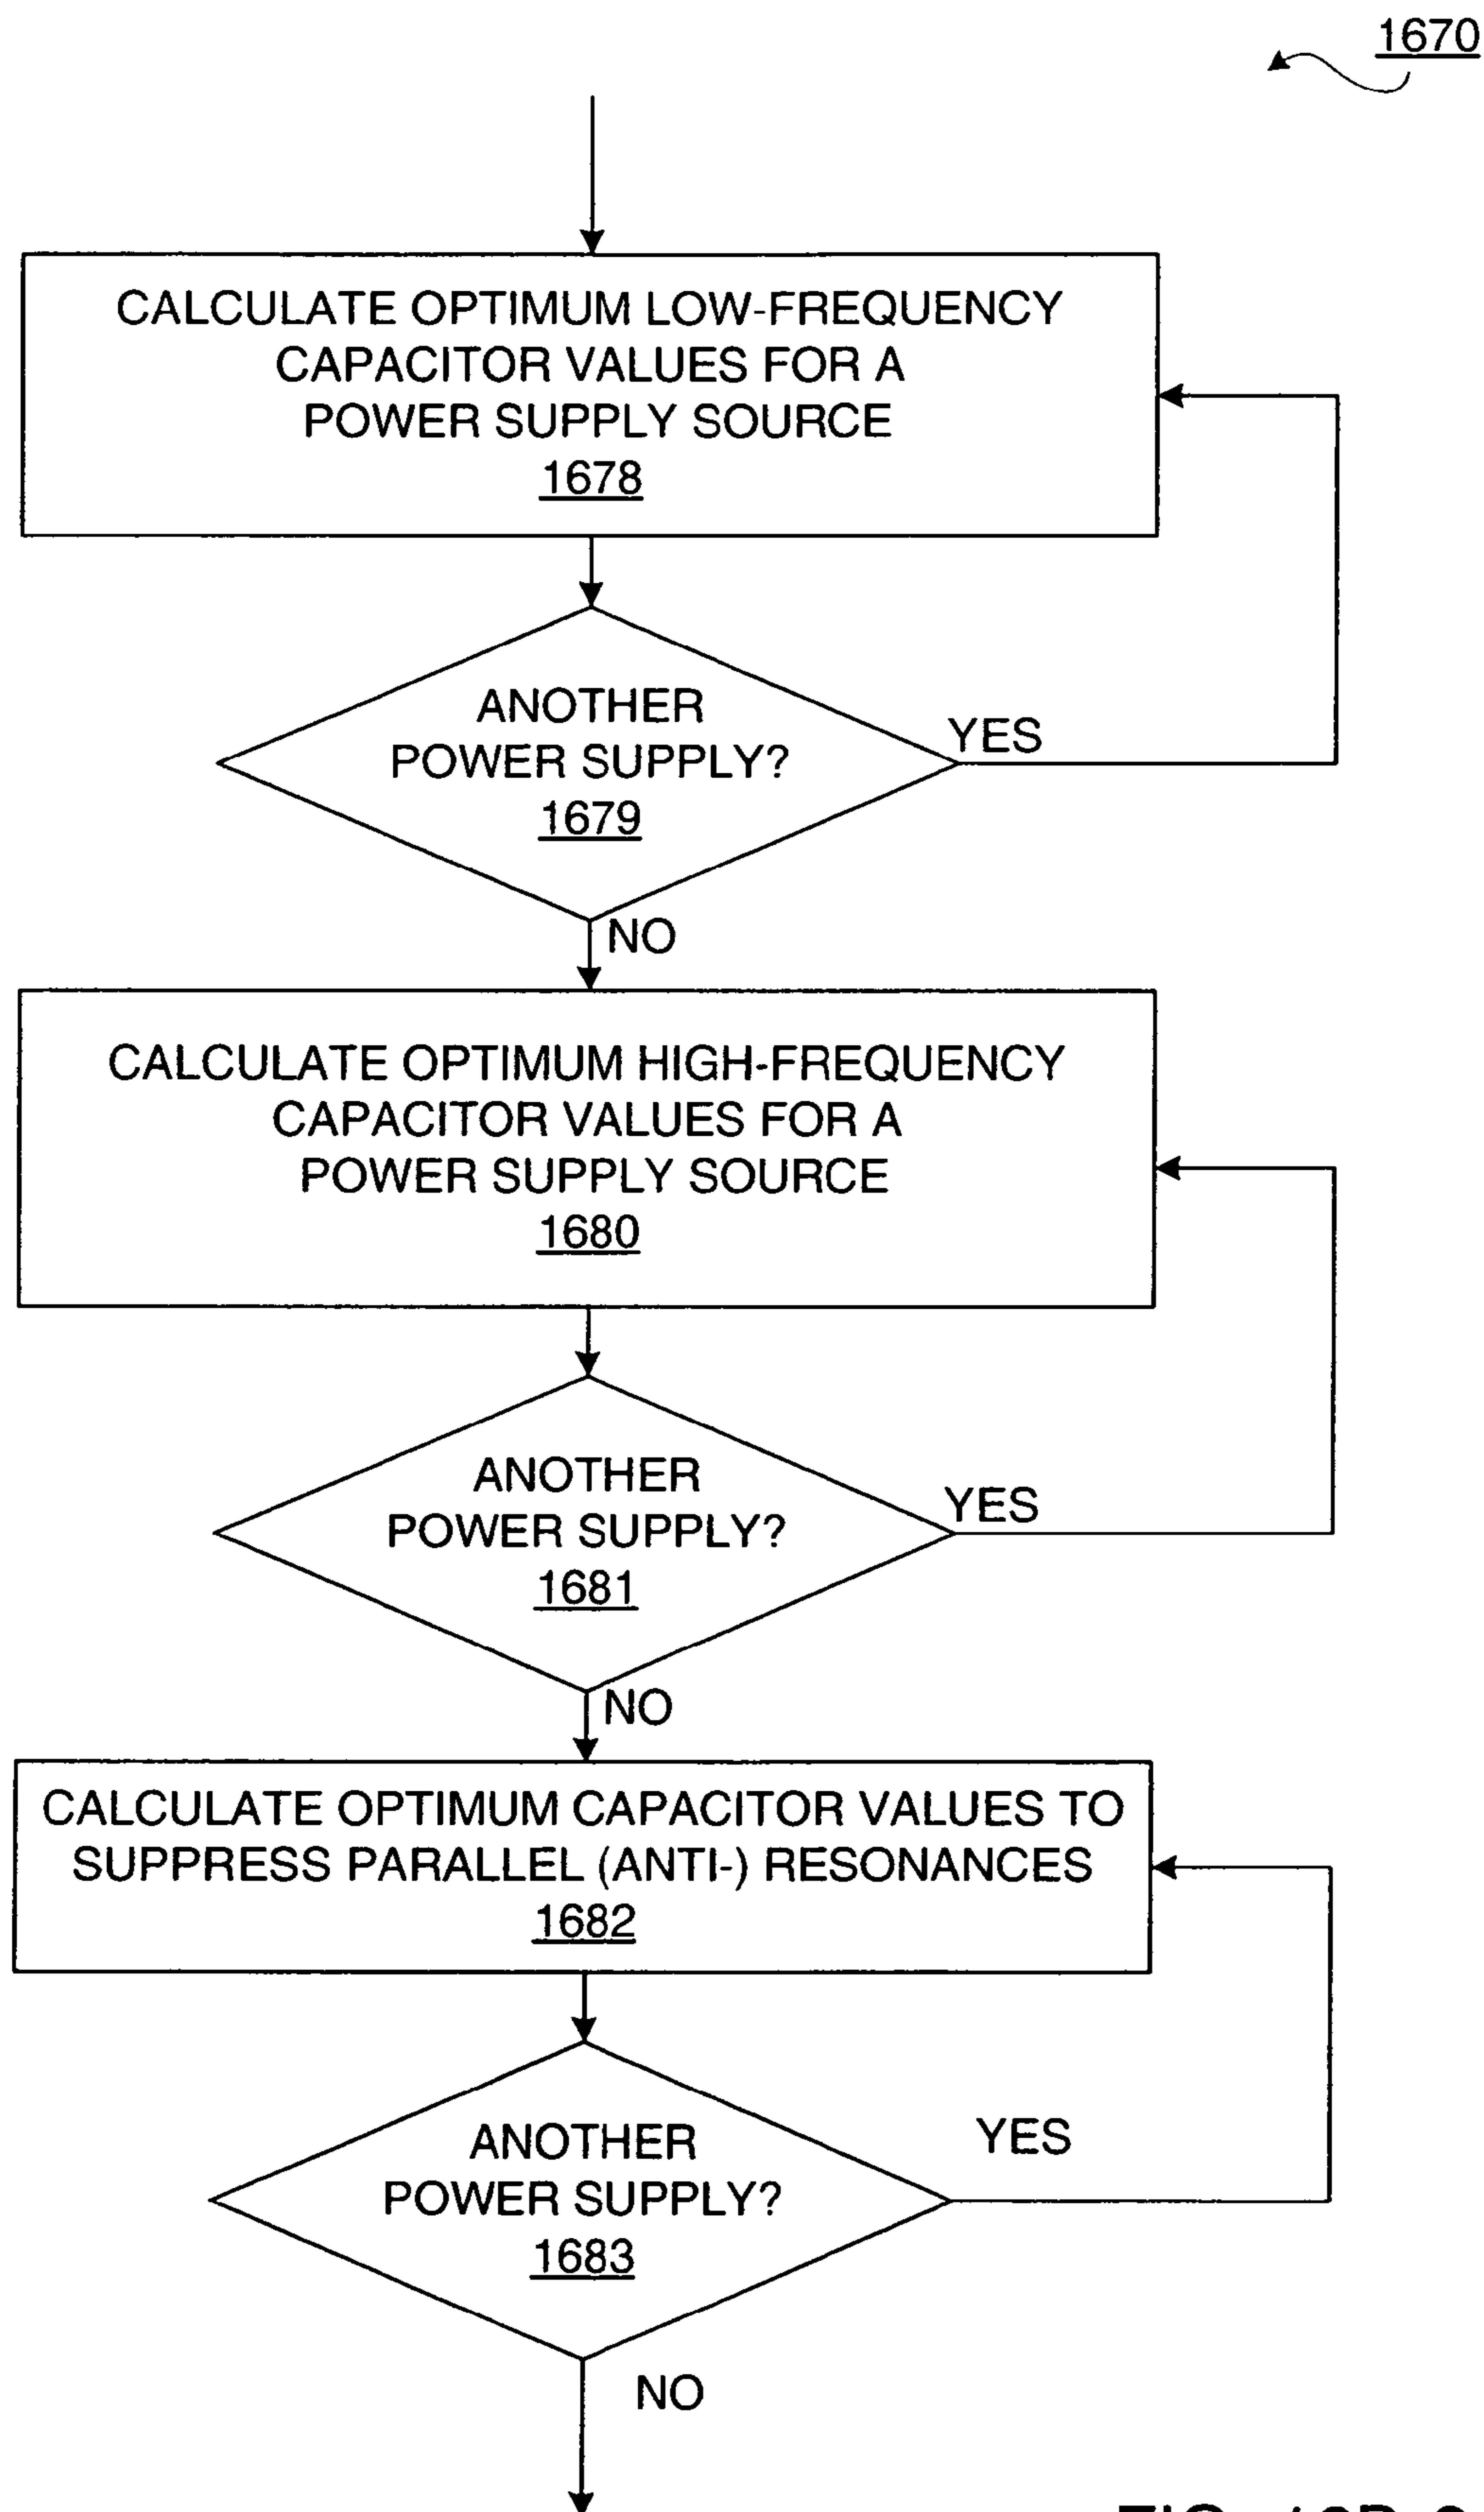 1670
CALCULATE OPTIMUM LOW-FREQUENCY
CAPACITOR VALUES FOR A
POWER SUPPLY SOURCE
1678
ANOTHER
POWER SUPPLY?
1679
YES
NO
CALCULATE OPTIMUM HIGH-FREQUENCY
CAPACITOR VALUES FOR A
POWER SUPPLY SOURCE
1680
ANOTHER
POWER SUPPLY?
1681
YES
NO
CALCULATE OPTIMUM CAPACITOR VALUES TO
SUPPRESS PARALLEL (ANTI-) RESONANCES
1682
ANOTHER
POWER SUPPLY?
1683
YES
NO